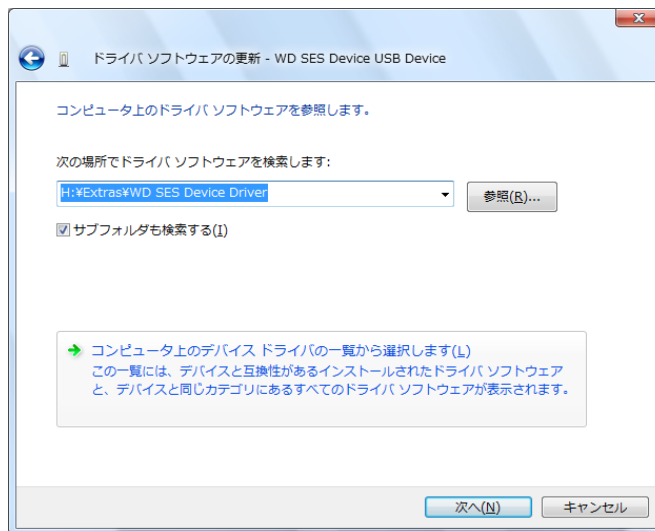 ドライバ ソフトウェアの更新 - WD SES Device USB Device
コンピュータ上のドライバ ソフトウェアを参照します。
次の場所でドライバ ソフトウェアを検索します:
H:¥Extras¥WD SES Device Driver
参照(R)...
サブフォルダも検索する(I)
コンピュータ上のデバイス ドライバの一覧から選択します(L)
この一覧には、デバイスと互換性があるインストールされたドライバ ソフトウェア
と、デバイスと同じカテゴリにあるすべてのドライバ ソフトウェアが表示されます。
次へ(N)
キャンセル